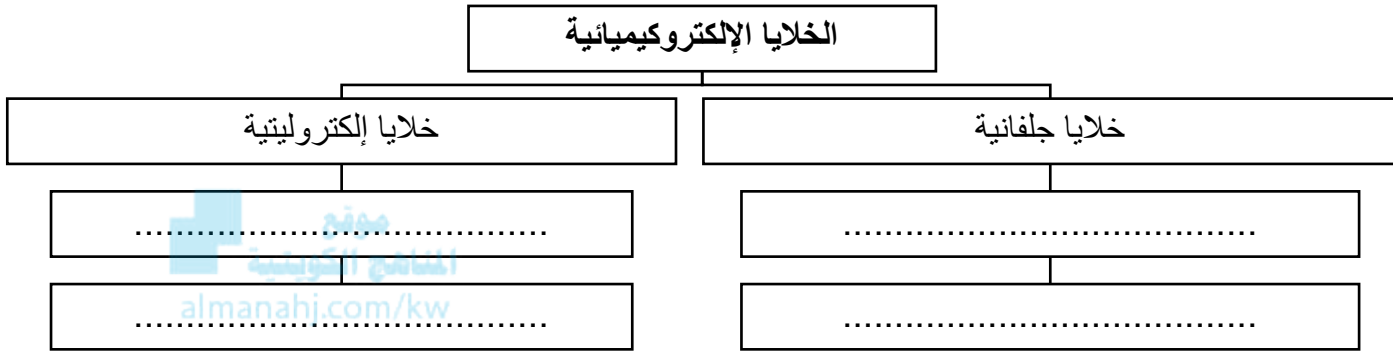 الخلايا الإلكتروكيميائية
خلايا جلفانية
خلايا إلكتروليتية
........................................
........................................
موقع
المناهج الكويتية
almanahj.com/kw
........................................
........................................